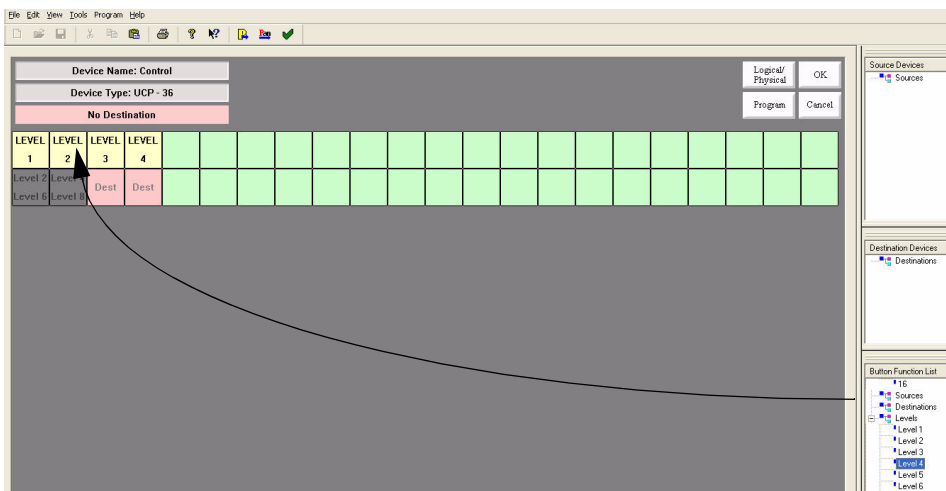 File Edit View Tools Program Help
Device Name: Control
Device Type: UCP - 36
No Destination
Logical/
Physical
OK
Program
Cancel
LEVEL LEVEL LEVEL LEVEL
1 2 3 4
Level 2 Level
Level 6 Level 8
Dest Dest
Source Devices
Sources
Destination Devices
Destinations
Button Function List
16
Sources
Destinations
Levels
Level 1
Level 2
Level 3
Level 4
Level 5
Level 6